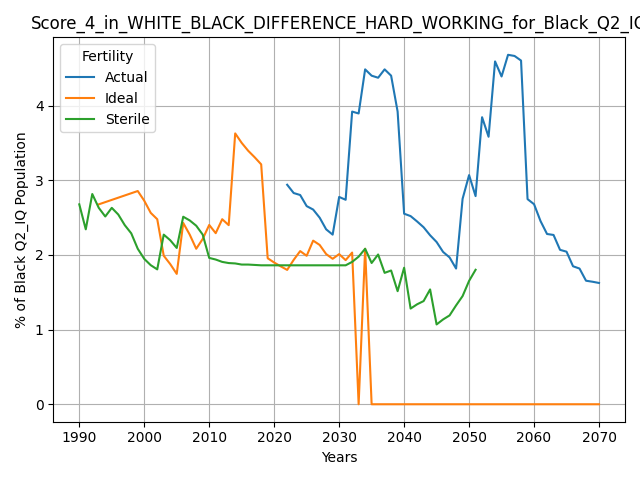 Score_4_in_WHITE_BLACK_DIFFERENCE_HARD_WORKING_for_Black_Q2_IQ
Fertility
Actual
Ideal
Sterile
% of Black Q2_IQ Population
4
3
2
1
0
1990 2000 2010 2020 2030 2040 2050 2060 2070
Years